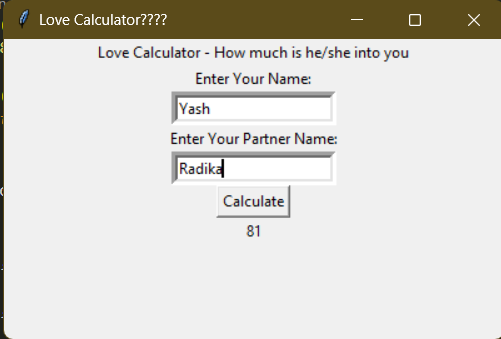 Love Calculator????
Love Calculator - How much is he/she into you
Enter Your Name:
Yash
Enter Your Partner Name:
Radika
Calculate
81